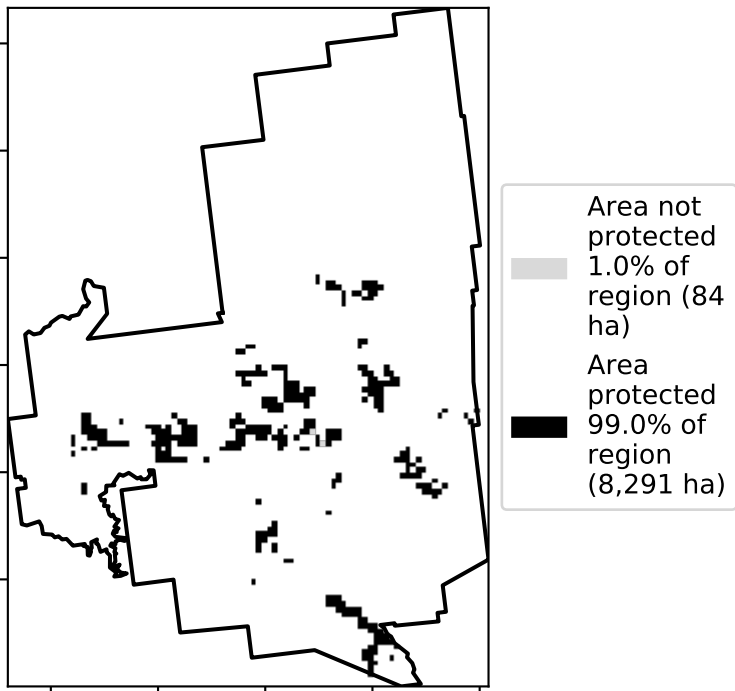 Area not
protected
1.0% of
region (84
ha)
Area
protected
99.0% of
region
(8,291 ha)